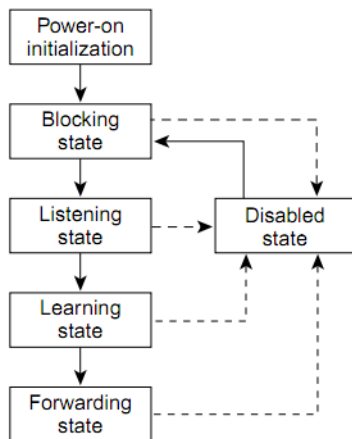 Power-on
initialization
Blocking
state
Listening
state
Disabled
state
Learning
state
Forwarding
state